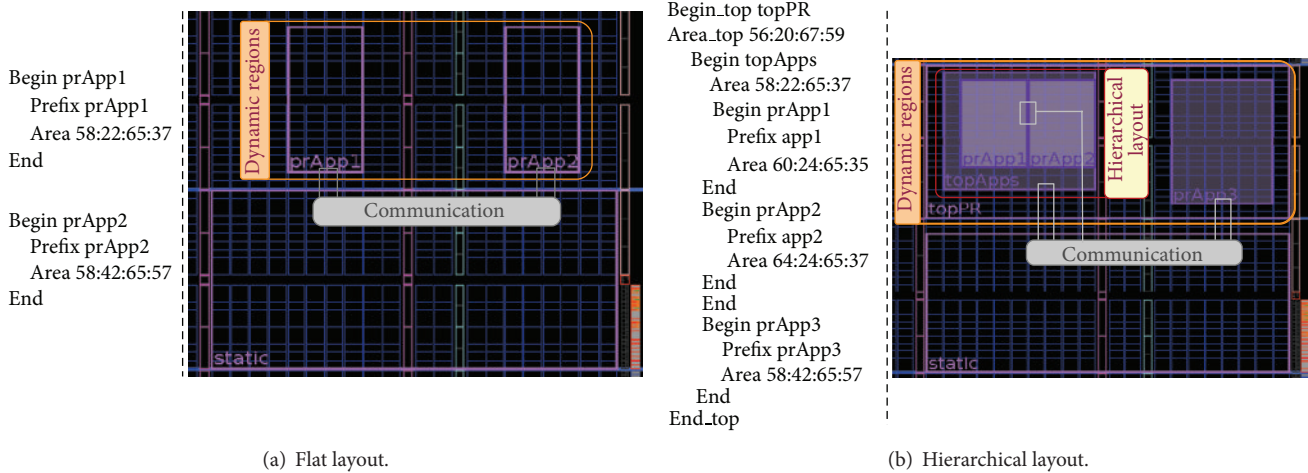 Begin prApp1
Prefix prApp1
Area 58:22:65:37
End
Begin prApp2
Prefix prApp2
Area 58:42:65:57
End
Dynamic regions
prApp1
prApp2
Communication
static
(a) Flat layout.
Begin_top topPR
Area_top 56:20:67:59
Begin topApps
Area 58:22:65:37
Begin prApp1
Prefix app1
Area 60:24:65:35
End
Begin prApp2
Prefix app2
Area 64:24:65:37
End
End
Begin prApp3
Prefix prApp3
Area 58:42:65:57
End
End_top
Dynamic regions
prApp1
prApp2
topApps
topPR
Hierarchical
layout
prApp3
Communication
static
(b) Hierarchical layout.